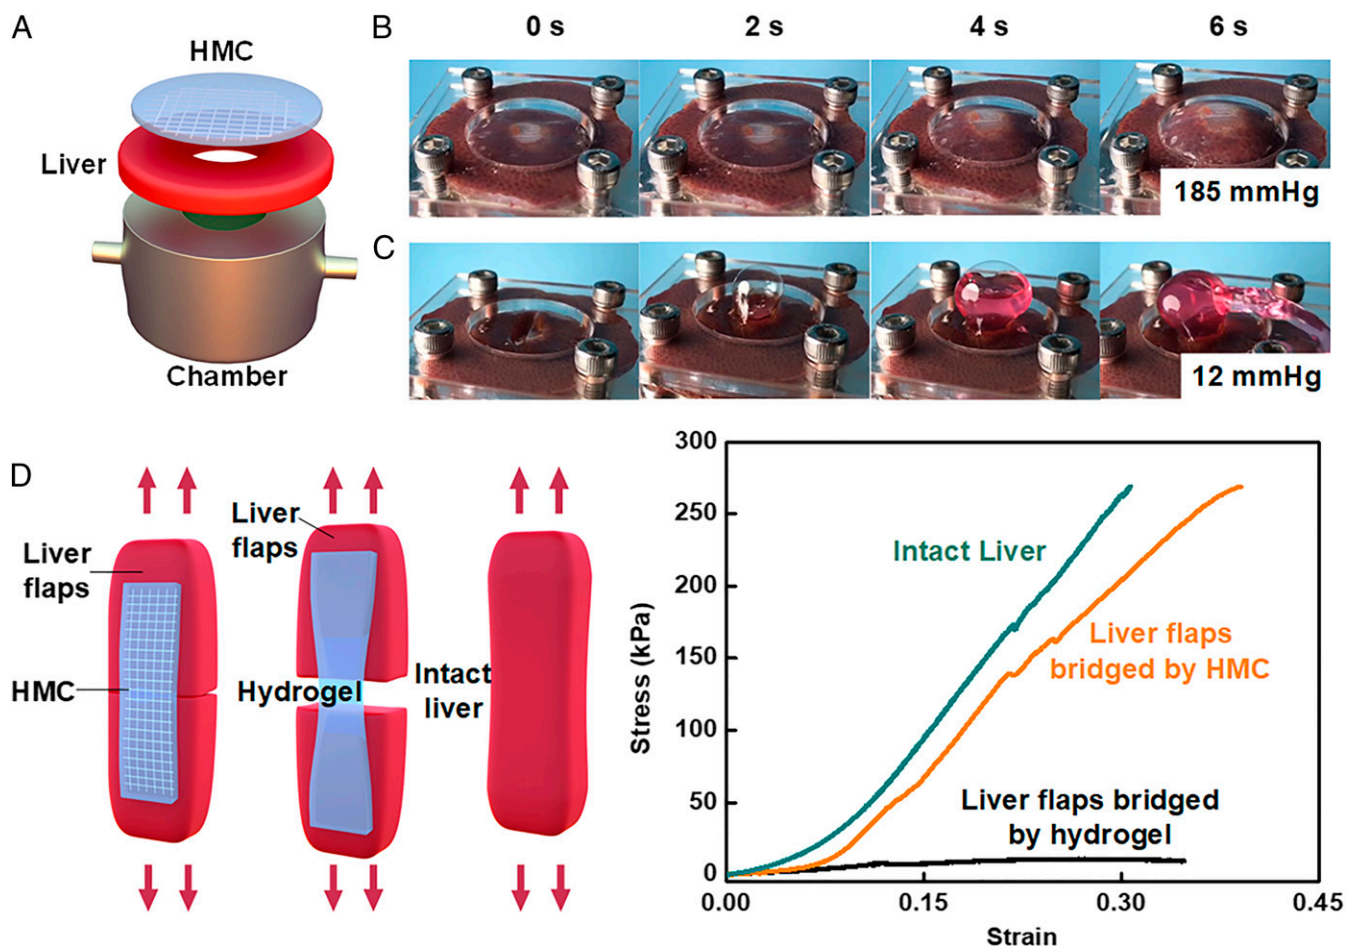 A
HMC
Liver
Chamber
B
0 s
2 s
4 s
6 s
185 mmHg
C
12 mmHg
D
Liver
flaps
HMC
Liver
flaps
Hydrogel
Intact
liver
300
250
200
150
100
50
0
Stress (kPa)
Intact Liver
Liver flaps
bridged by HMC
Liver flaps bridged
by hydrogel
0.00
0.15
0.30
0.45
Strain